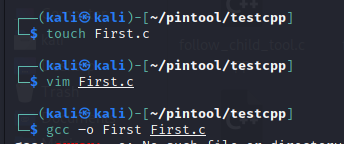 (kali㉿kali)-[~/pintool/testcpp]
$ touch First.c
(kali㉿kali)-[~/pintool/testcpp]
$ vim First.c
(kali㉿kali)-[~/pintool/testcpp]
$ gcc -o First First.c